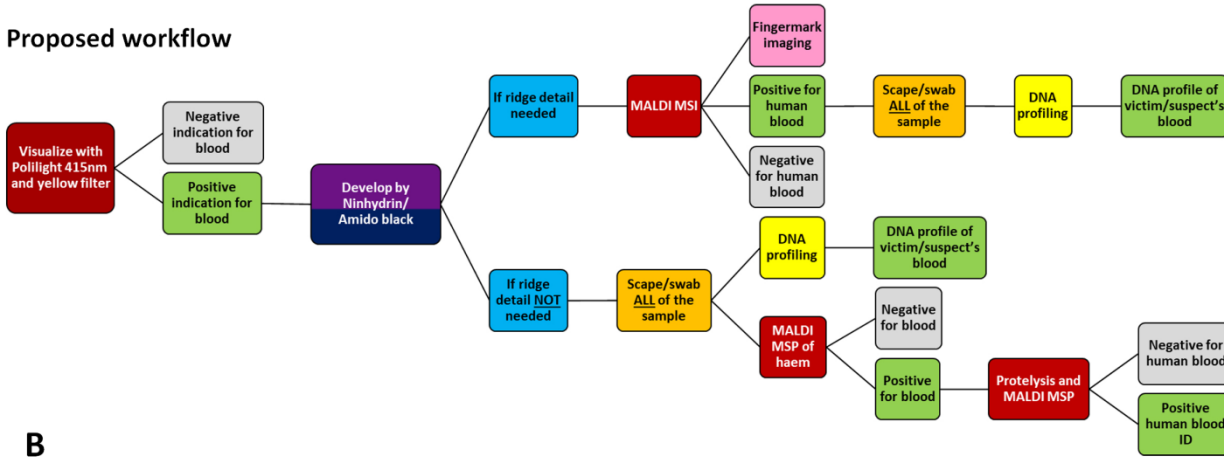 Proposed workflow
Visualize with
Polilight 415nm
and yellow filter
Negative
indication for
blood
Positive
indication for
blood
Develop by
Ninhydrin/
Amido black
If ridge detail
needed
MALDI MSI
Fingermark
imaging
Positive for
human
blood
Negative
for human
blood
Scape/swab
ALL of the
sample
DNA
profiling
DNA profile of
victim/suspect's
blood
If ridge
detail NOT
needed
Scape/swab
ALL of the
sample
DNA
profiling
DNA profile of
victim/suspect's
blood
MALDI
MSP of
haem
Negative
for blood
Positive
for blood
Protelysis and
MALDI MSP
Negative for
human blood
Positive
human blood
ID
B